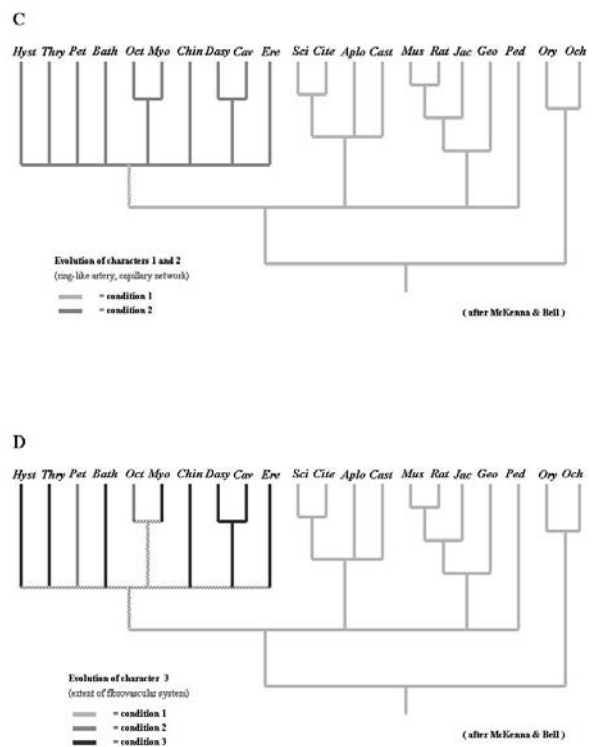 C
Hyst Thry Pet Bath Oct Myo Chin Dasy Cav Ere Sci Cite Aplo Cast Mus Rat Jac Geo Ped Ory Och
Evolution of characters 1 and 2
(ring-like artery, capillary network)
= condition 1
= condition 2
( after McKenna & Bell )
D
Hyst Thry Pet Bath Oct Myo Chin Dasy Cav Ere Sci Cite Aplo Cast Mus Rat Jac Geo Ped Ory Och
Evolution of character 3
(extent of fibrovascular system)
= condition 1
= condition 2
= condition 3
(after McKenna & Bell )